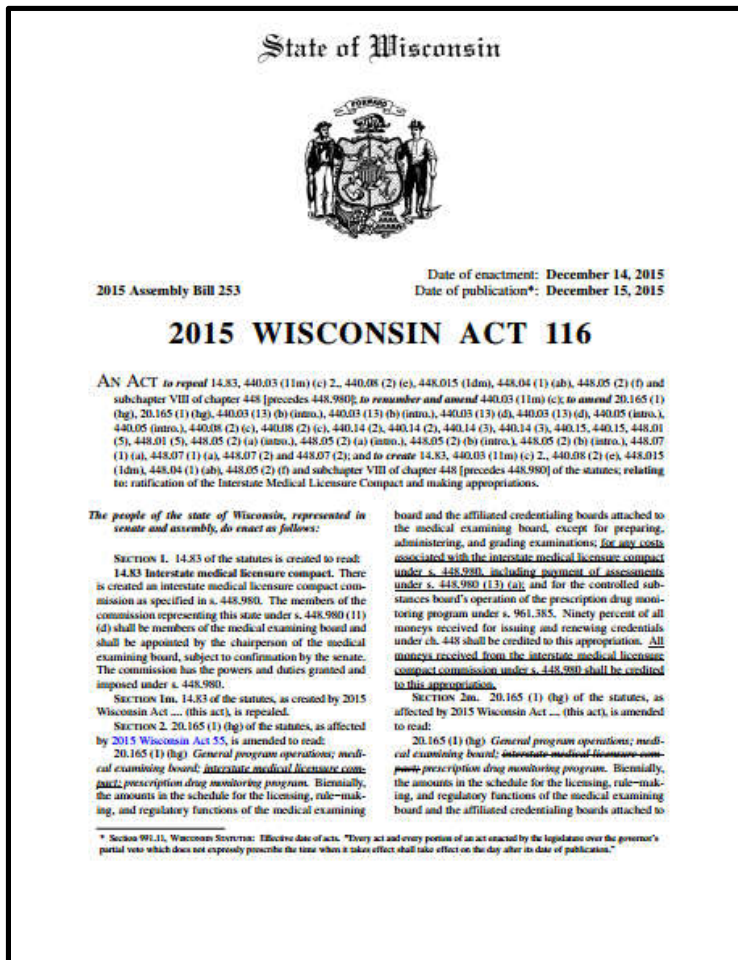 State of Wisconsin
FORWARD
2015 Assembly Bill 253
Date of enactment: December 14, 2015
Date of publication*: December 15, 2015
2015 WISCONSIN ACT 116
AN ACT to repeal 14.83, 440.03 (11m) (c) 2., 440.08 (2) (e), 448.015 (1dm), 448.04 (1) (ab), 448.05 (2) (f) and
subchapter VIII of chapter 448 [precedes 448.980]; to renumber and amend 440.03 (11m) (c); to amend 20.165 (1)
(hg), 20.165 (1) (hg), 440.03 (13) (b) (intro.), 440.03 (13) (b) (intro.), 440.03 (13) (d), 440.03 (13) (d), 440.05 (intro.),
440.05 (intro.), 440.08 (2) (c), 440.08 (2) (c), 440.14 (2), 440.14 (2), 440.14 (3), 440.14 (3), 440.15, 440.15, 448.01
(5), 448.01 (5), 448.05 (2) (a) (intro.), 448.05 (2) (a) (intro.), 448.05 (2) (b) (intro.), 448.05 (2) (b) (intro.), 448.07
(1) (a), 448.07 (1) (a), 448.07 (2) and 448.07 (2); and to create 14.83, 440.03 (11m) (c) 2., 440.08 (2) (e), 448.015
(1dm), 448.04 (1) (ab), 448.05 (2) (f) and subchapter VIII of chapter 448 [precedes 448.980] of the statutes; relating
to: ratification of the Interstate Medical Licensure Compact and making appropriations.
The people of the state of Wisconsin, represented in
senate and assembly, do enact as follows:
SECTION 1. 14.83 of the statutes is created to read:
14.83 Interstate medical licensure compact. There
is created an interstate medical licensure compact com-
mission as specified in s. 448.980. The members of the
commission representing this state under s. 448.980 (11)
(d) shall be members of the medical examining board and
shall be appointed by the chairperson of the medical
examining board, subject to confirmation by the senate.
The commission has the powers and duties granted and
imposed under s. 448.980.
SECTION 1m. 14.83 of the statutes, as created by 2015
Wisconsin Act .... (this act), is repealed.
SECTION 2. 20.165 (1) (hg) of the statutes, as affected
by 2015 Wisconsin Act 55, is amended to read:
20.165 (1) (hg) General program operations; medi-
cal examining board; interstate medical licensure com-
pact; prescription drug monitoring program. Biennially,
the amounts in the schedule for the licensing, rule-mak-
ing, and regulatory functions of the medical examining
board and the affiliated credentialing boards attached to
the medical examining board, except for preparing,
administering, and grading examinations; for any costs
associated with the interstate medical licensure compact
under s. 448.980, including payment of assessments
under s. 448.980 (13) (a); and for the controlled sub-
stances board's operation of the prescription drug moni-
toring program under s. 961.385. Ninety percent of all
moneys received for issuing and renewing credentials
under ch. 448 shall be credited to this appropriation. All
moneys received from the interstate medical licensure
compact commission under s. 448.980 shall be credited
to this appropriation.
SECTION 2m. 20.165 (1) (hg) of the statutes, as
affected by 2015 Wisconsin Act .... (this act), is amended
to read:
20.165 (1) (hg) General program operations; medi-
cal examining board; interstate medical licensure com-
pact; prescription drug monitoring program. Biennially,
the amounts in the schedule for the licensing, rule-mak-
ing, and regulatory functions of the medical examining
board and the affiliated credentialing boards attached to
* Section 991.11, WISCONSIN STATUTES: Effective date of acts. "Every act and every portion of an act enacted by the legislature over the governor's
partial veto which does not expressly prescribe the time when it takes effect shall take effect on the day after its date of publication."